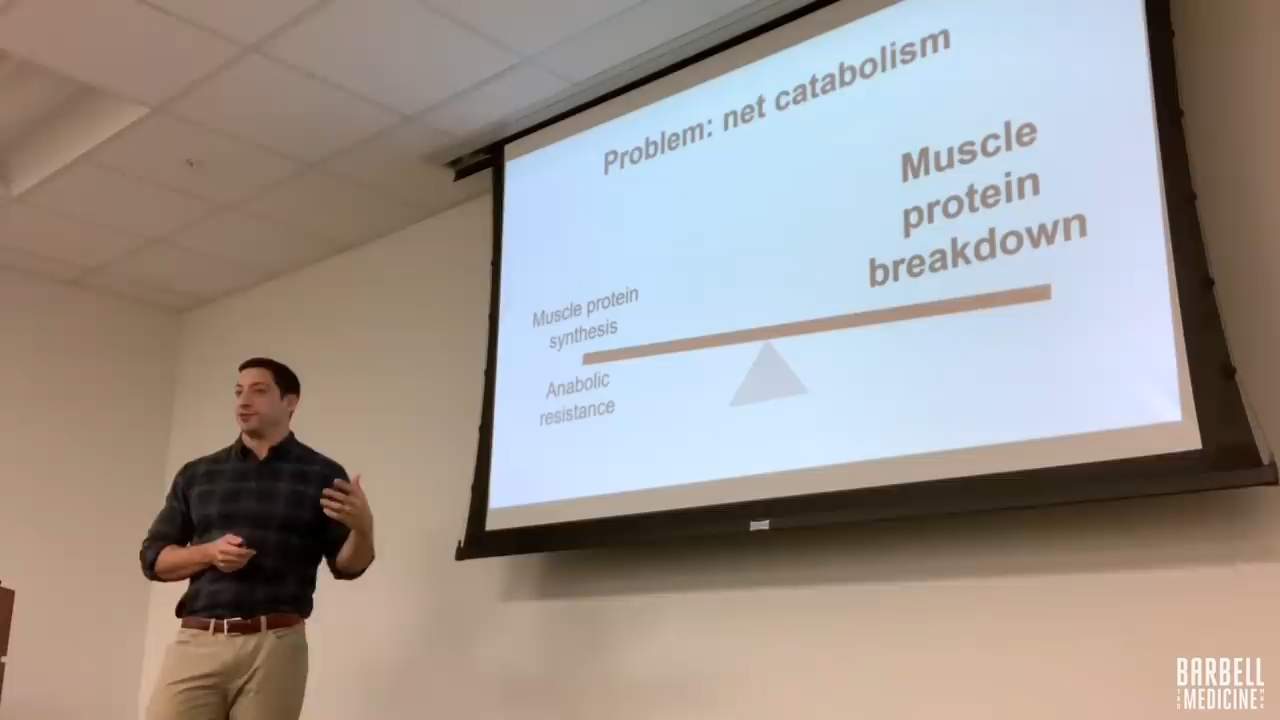 Problem: net catabolism
Muscle
protein
breakdown
Muscle protein
synthesis
Anabolic
resistance
BARBELL
MEDICINE